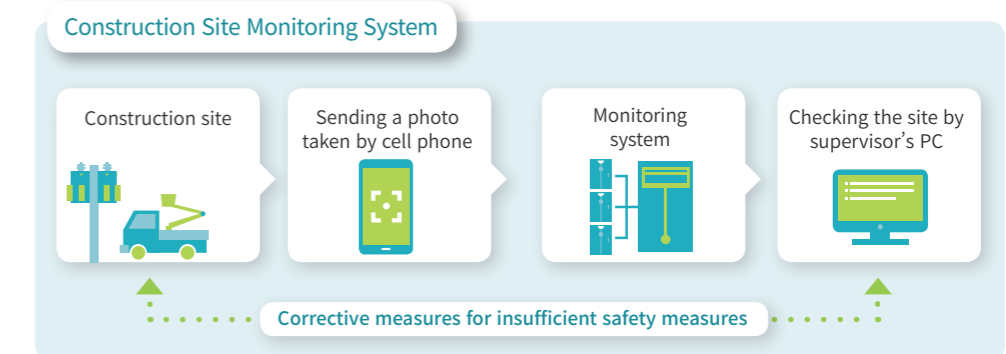 Construction Site Monitoring System
Construction site
Sending a photo
taken by cell phone
Monitoring
system
Checking the site by
supervisor’s PC
Corrective measures for insufficient safety measures